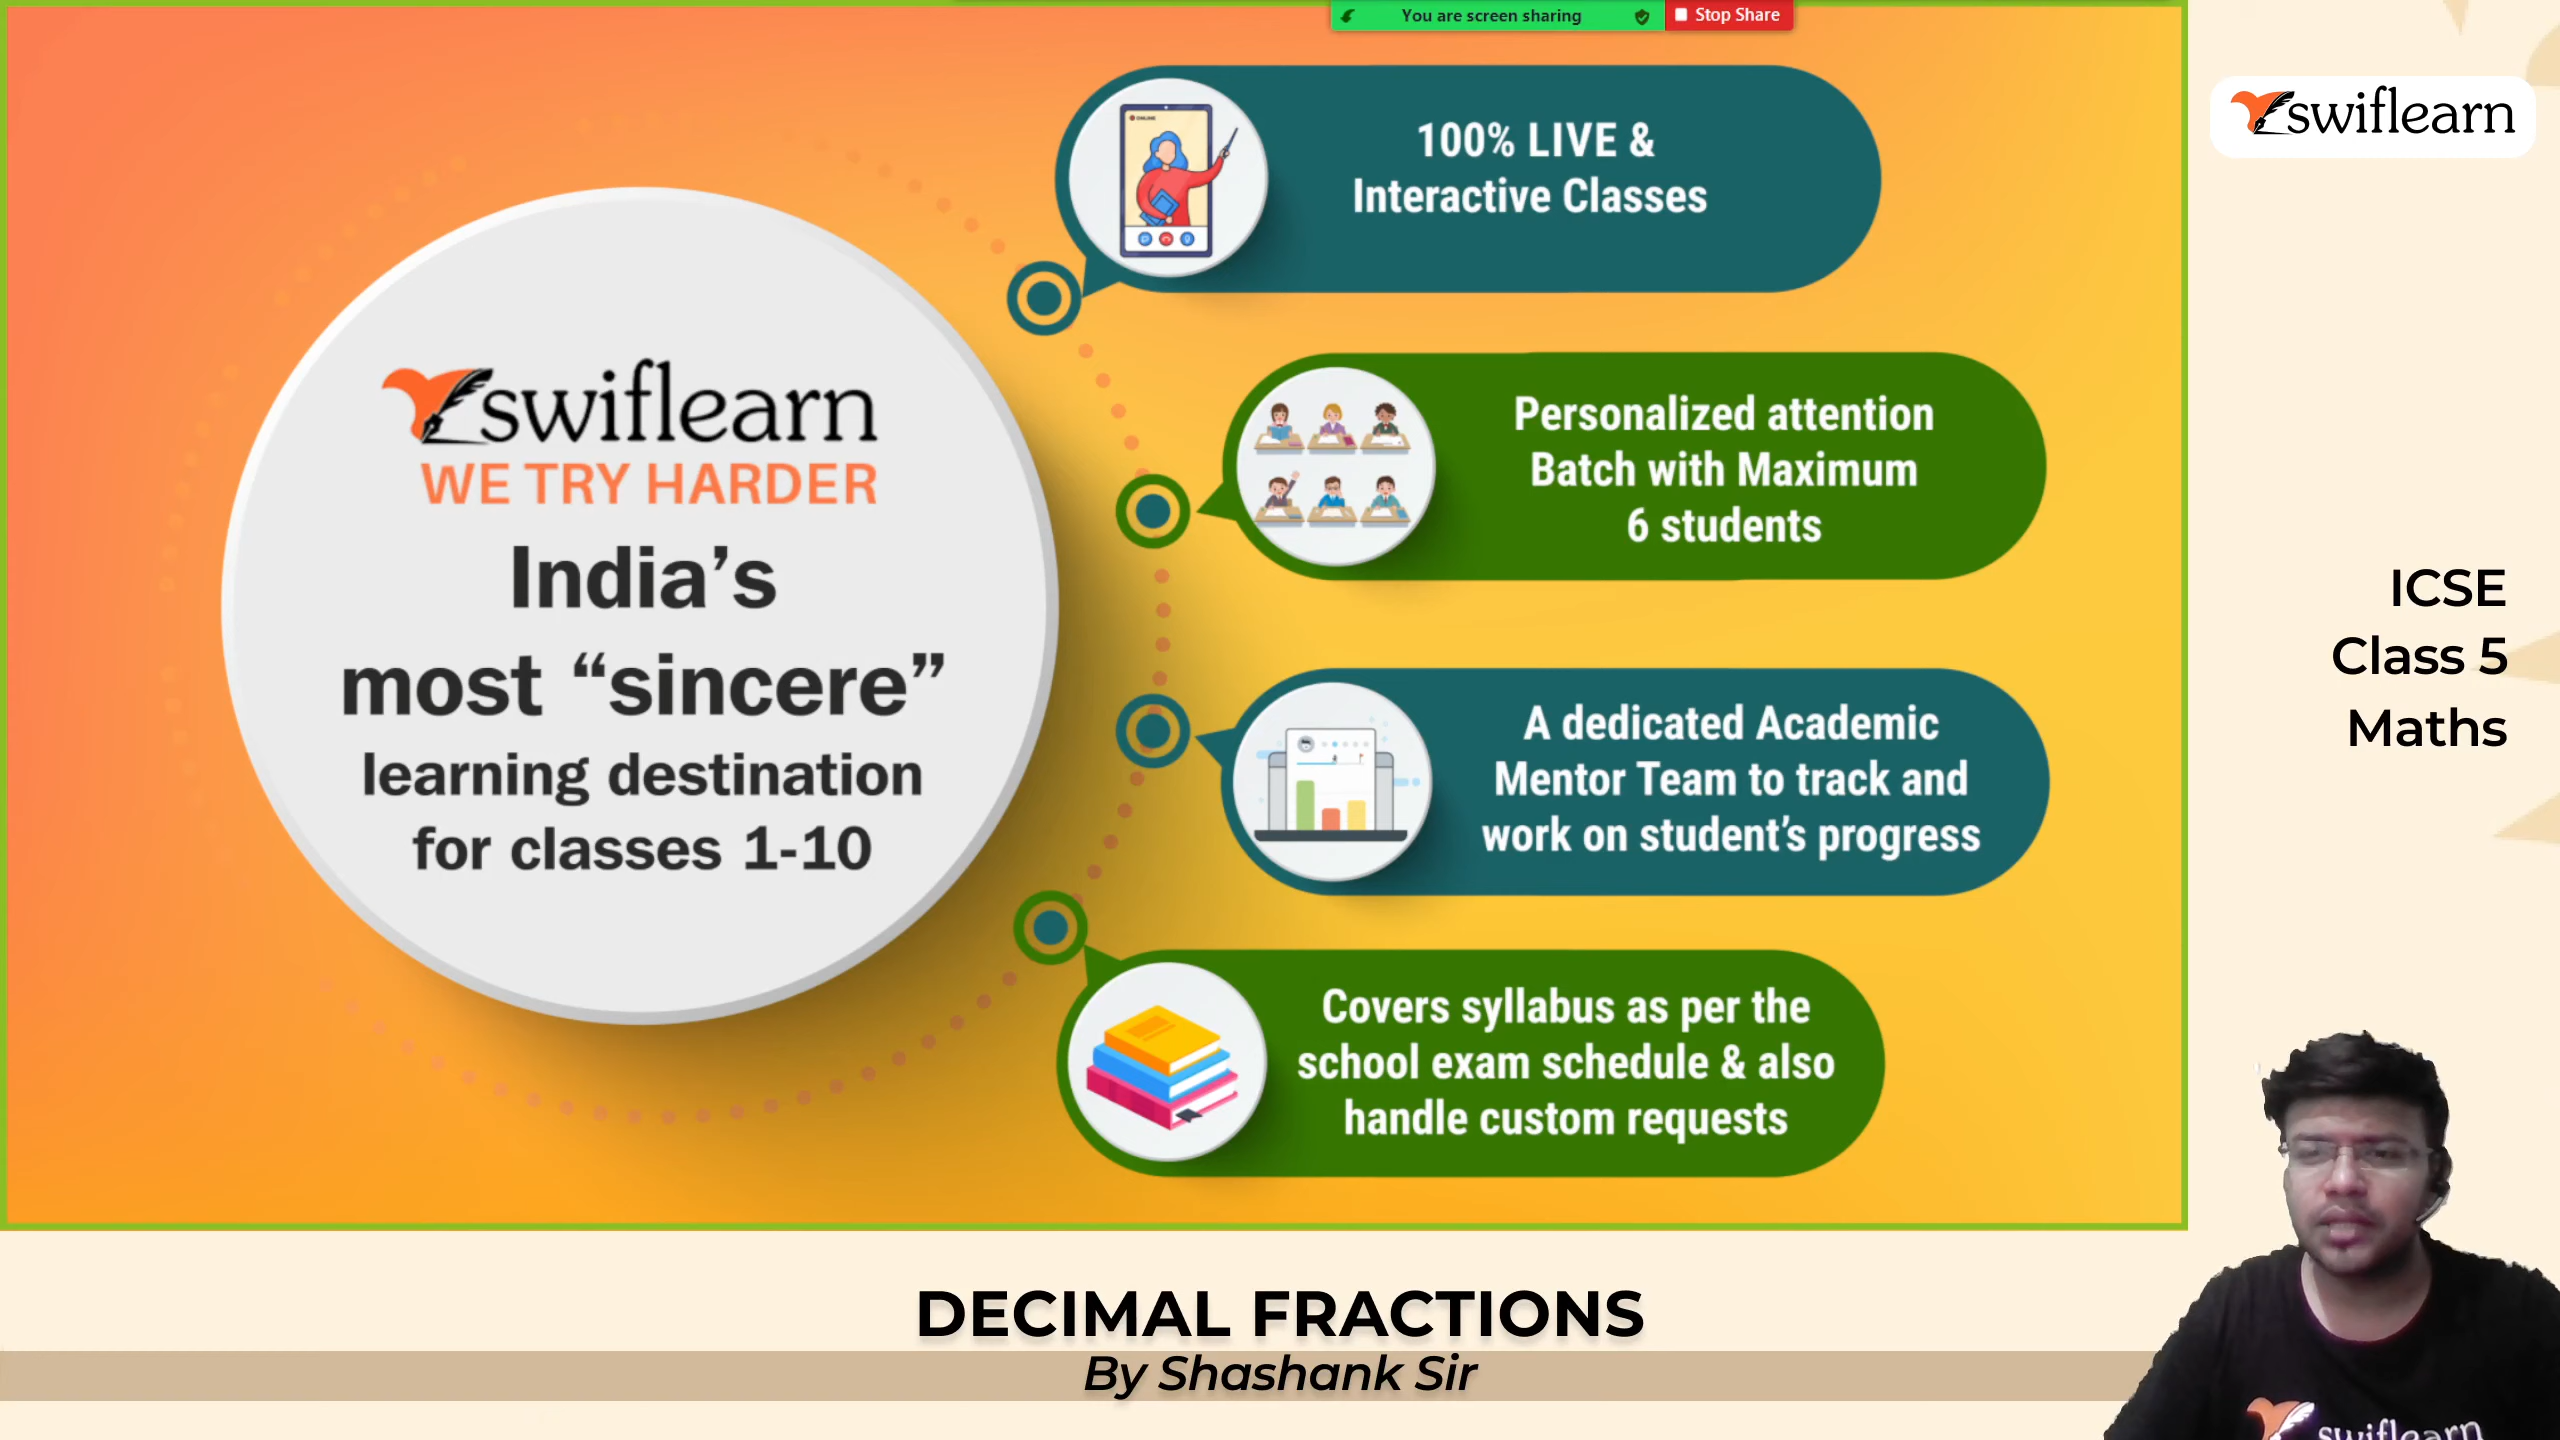 You are screen sharing
Stop Share
swiflearn
WE TRY HARDER
India’s
most “sincere”
learning destination
for classes 1-10
100% LIVE &
Interactive Classes
Personalized attention
Batch with Maximum
6 students
A dedicated Academic
Mentor Team to track and
work on student’s progress
Covers syllabus as per the
school exam schedule & also
handle custom requests
swiflearn
ICSE
Class 5
Maths
DECIMAL FRACTIONS
By Shashank Sir
swiflearn